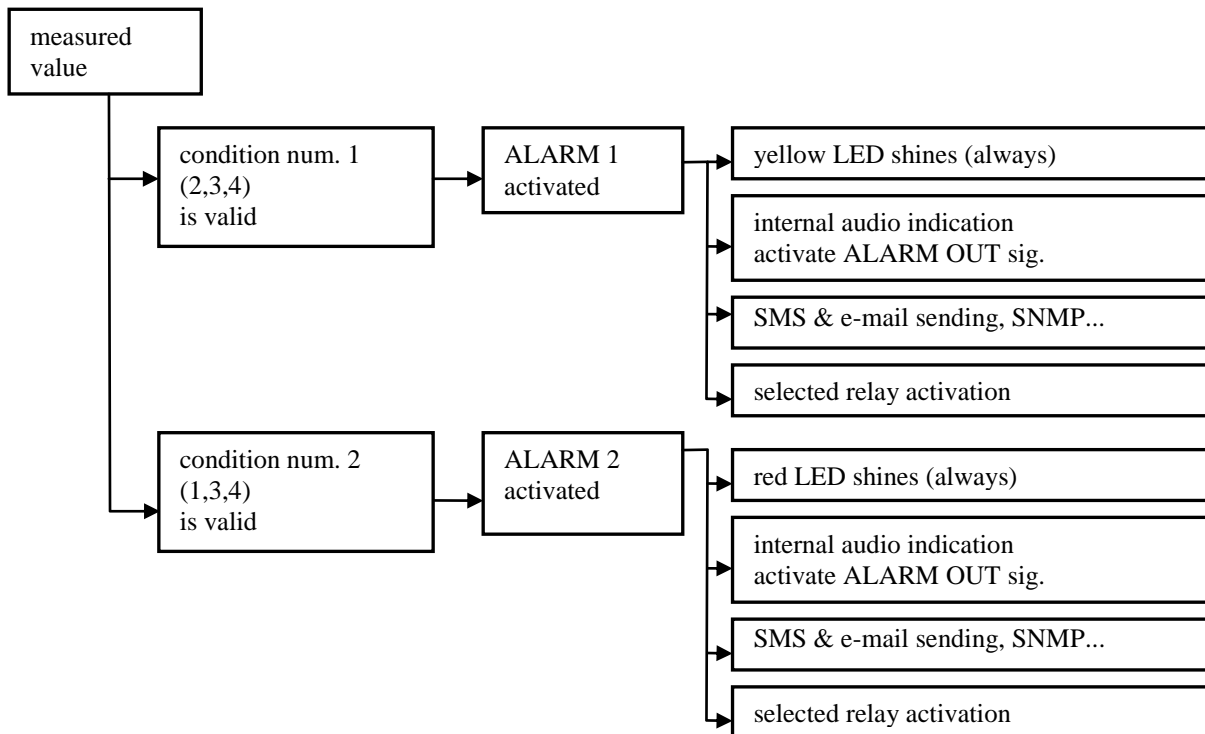 measured
value
condition num. 1
(2,3,4)
is valid
ALARM 1
activated
yellow LED shines (always)
internal audio indication
activate ALARM OUT sig.
SMS & e-mail sending, SNMP...
selected relay activation
condition num. 2
(1,3,4)
is valid
ALARM 2
activated
red LED shines (always)
internal audio indication
activate ALARM OUT sig.
SMS & e-mail sending, SNMP...
selected relay activation